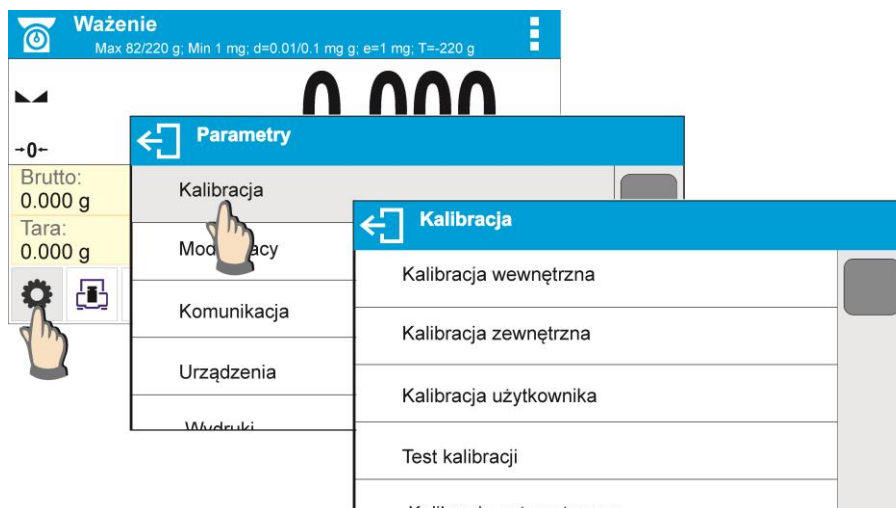 Ważenie
Max 82/220 g; Min 1 mg; d=0.01/0.1 mg g; e=1 mg; T=-220 g
0.000
→0←
Brutto:
0.000 g
Tara:
0.000 g
Parametry
Kalibracja
Komunikacja
Urządzenia
Wydruki
Kalibracja
Kalibracja wewnętrzna
Kalibracja zewnętrzna
Kalibracja użytkownika
Test kalibracji